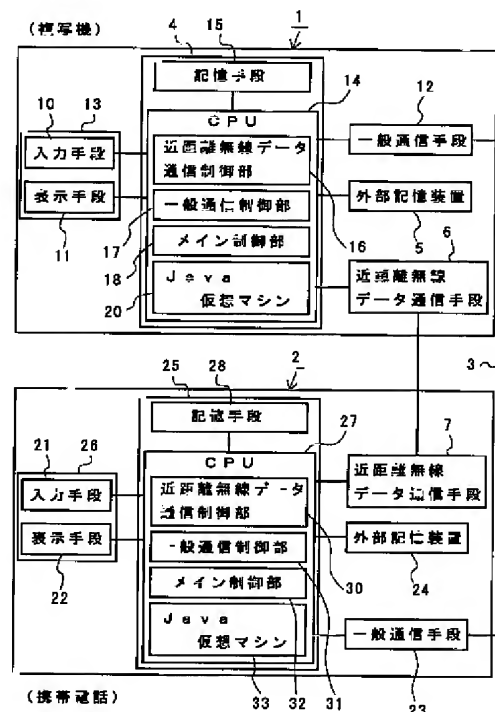 (複写機)
4
15
1
記憶手段
14
10
13
CPU
12
入力手段
近距離無線データ
通信制御部
一般通信手段
表示手段
一般通信制御部
外部記憶装置
11
17
メイン制御部
16
5
6
18
Java
仮想マシン
近距離無線
データ通信手段
20
3
25
28
2
記憶手段
27
21
26
CPU
7
入力手段
近距離無線データ
通信制御部
近距離無線
データ通信手段
表示手段
一般通信制御部
外部記憶装置
22
メイン制御部
30
24
Java
仮想マシン
一般通信手段
(携帯電話)
33
32
31
23